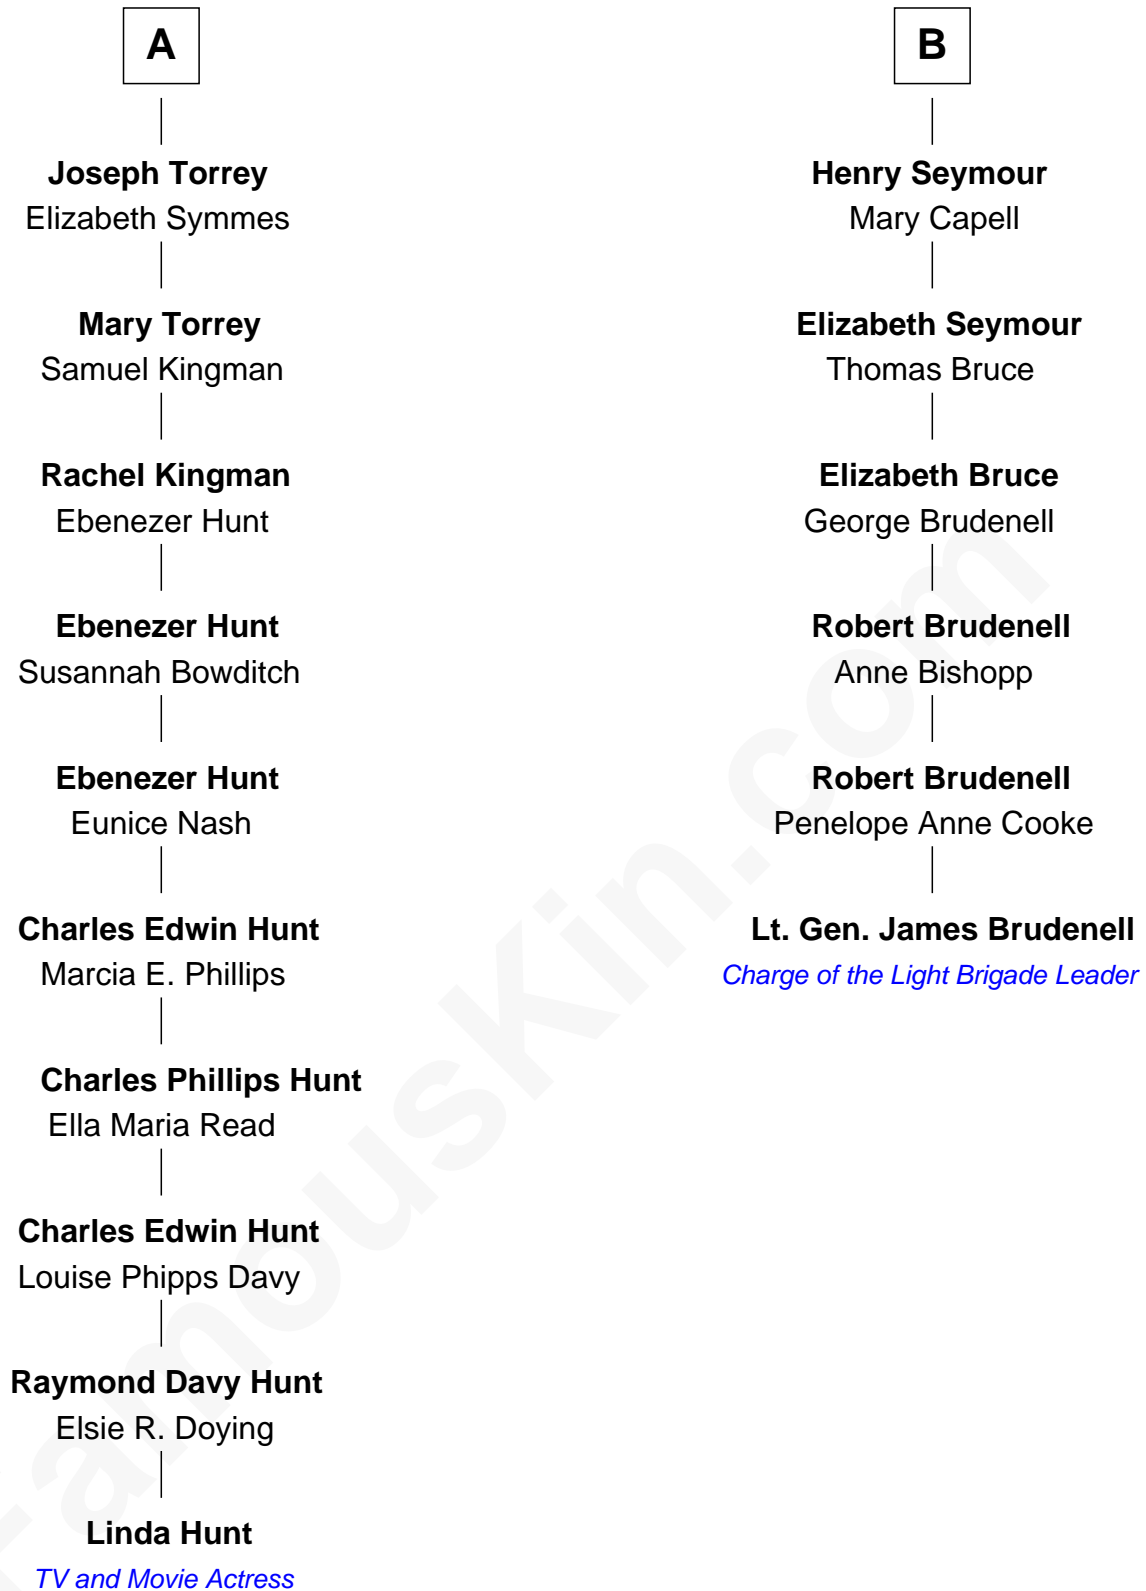 A
Joseph Torrey
Elizabeth Symmes
Mary Torrey
Samuel Kingman
Rachel Kingman
Ebenezer Hunt
Ebenezer Hunt
Susannah Bowditch
Ebenezer Hunt
Eunice Nash
Charles Edwin Hunt
Marcia E. Phillips
Charles Phillips Hunt
Ella Maria Read
Charles Edwin Hunt
Louise Phipps Davy
Raymond Davy Hunt
Elsie R. Doying
Linda Hunt
TV and Movie Actress
B
Henry Seymour
Mary Capell
Elizabeth Seymour
Thomas Bruce
Elizabeth Bruce
George Brudenell
Robert Brudenell
Anne Bishopp
Robert Brudenell
Penelope Anne Cooke
Lt. Gen. James Brudenell
Charge of the Light Brigade Leader
FamousKin.com